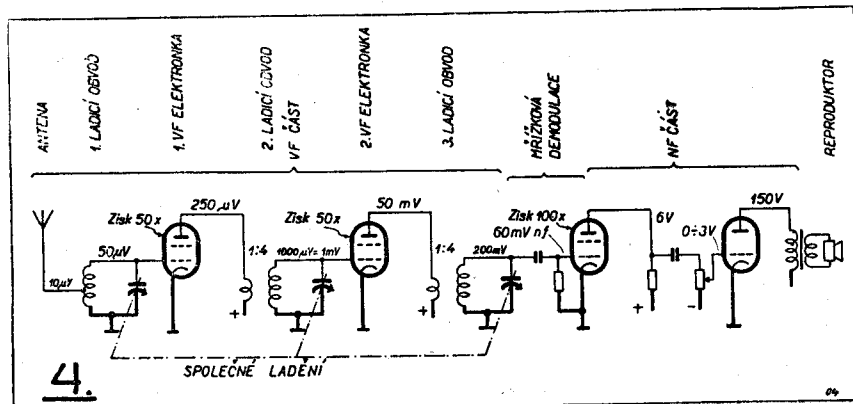 ANTÉNA
1. LADICÍ OBVOD
1. VF ELEKTRONKA
2. LADICÍ OBVOD
VF ČÁST
2. VF ELEKTRONKA
3. LADICÍ OBVOD
MŘÍŽKOVÁ
DEMODULACE
NF ČÁST
REPRODUKTOR
Zisk 50x
250 µV
Zisk 50x
50 mV
Zisk 100x
60mV nf.
6V
150V
10µV
50µV
1:4
1000µV = 1mV
1:4
200mV
0÷3V
+
+
+
-
SPOLEČNÉ LADĚNÍ
4.
04